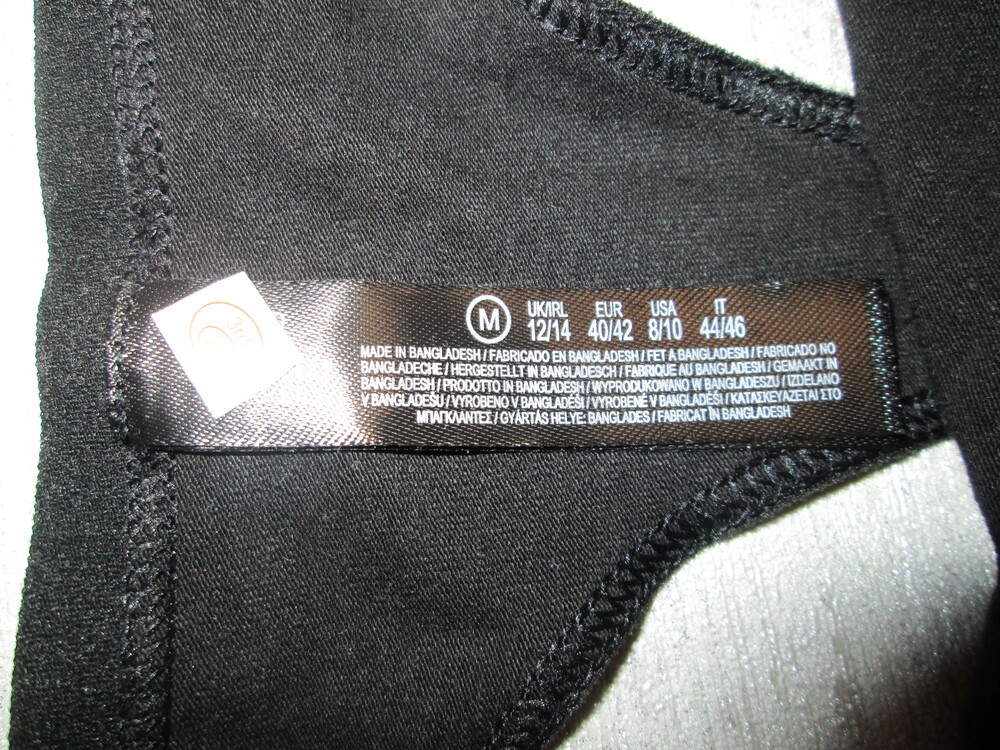 M
UK/IRL EUR USA IT
12/14 40/42 8/10 44/46
MADE IN BANGLADESH / FABRICADO EN BANGLADESH / FET A BANGLADESH / FABRICADO NO
BANGLADECHE / HERGESTELLT IN BANGLADESCH / FABRIQUE AU BANGLADESH / GEMAAKT IN
BANGLADESH / PRODOTTO IN BANGLADESH / WYPRODUKOWANO W BANGLADESZU / IZDELANO
V BANGLADEŠU / VYROBENO V BANGLADÉŠI / VYROBENÉ V BANGLADÉŠI / ΚΑΤΑΣΚΕΥΑΖΕΤΑΙ ΣΤΟ
ΜΠΑΓΚΛΑΝΤΕΣ / GYÁRTÁS HELYE: BANGLADES / FABRICAT ÎN BANGLADESH